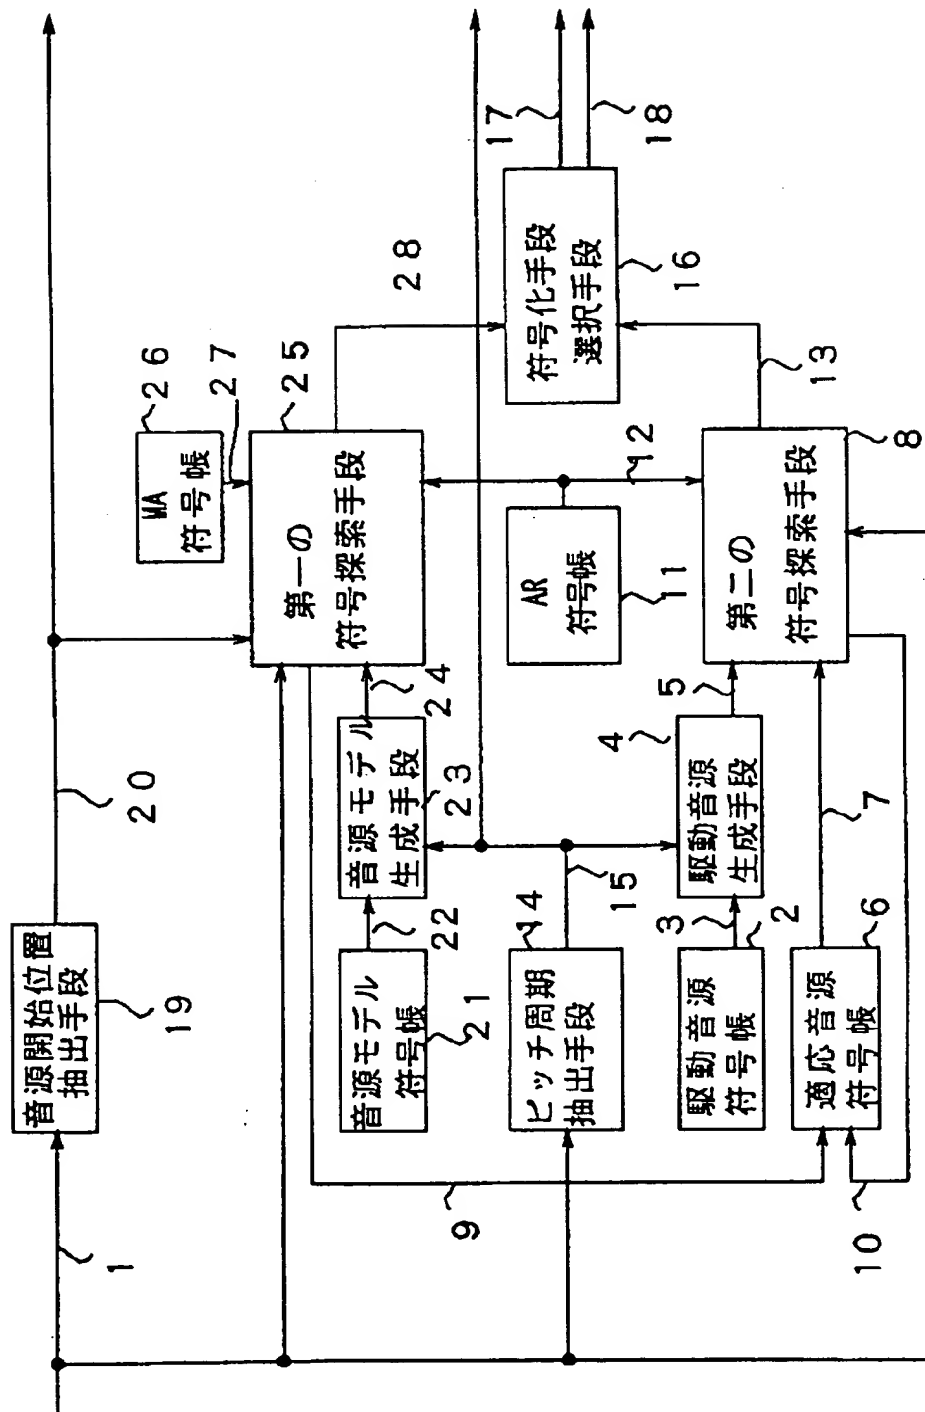 1
音源開始位置
抽出手段
19
20
MA
符号帳
26
27
第一の
符号探索手段
25
28
音源モデル
符号帳
21
22
音源モデル
生成手段
23
24
ピッチ周期
抽出手段
14
15
AR
符号帳
11
12
符号化手段
選択手段
16
17
18
駆動音源
符号帳
2
3
駆動音源
生成手段
4
5
適応音源
符号帳
6
7
第二の
符号探索手段
8
13
9
10